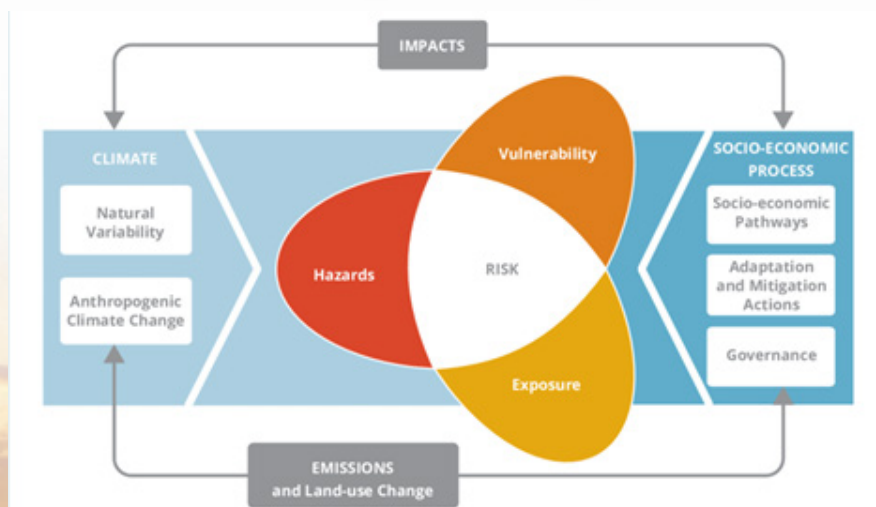 IMPACTS
CLIMATE
Natural
Variability
Anthropogenic
Climate Change
Vulnerability
Hazards
RISK
Exposure
SOCIO-ECONOMIC
PROCESS
Socio-economic
Pathways
Adaptation
and Mitigation
Actions
Governance
EMISSIONS
and Land-use Change